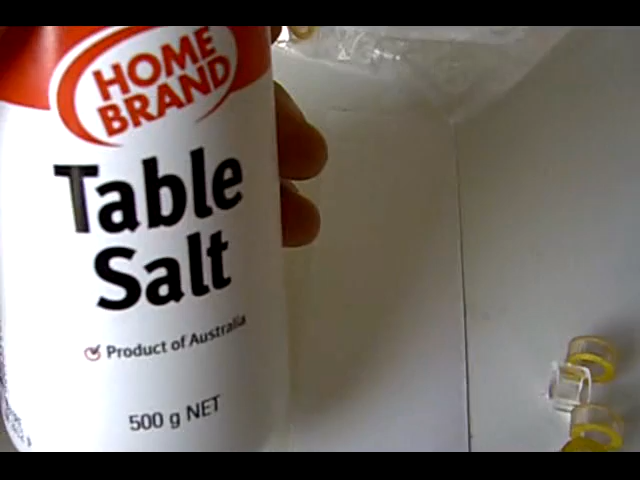 HOME
BRAND
Table
Salt
Product of Australia
500 g NET